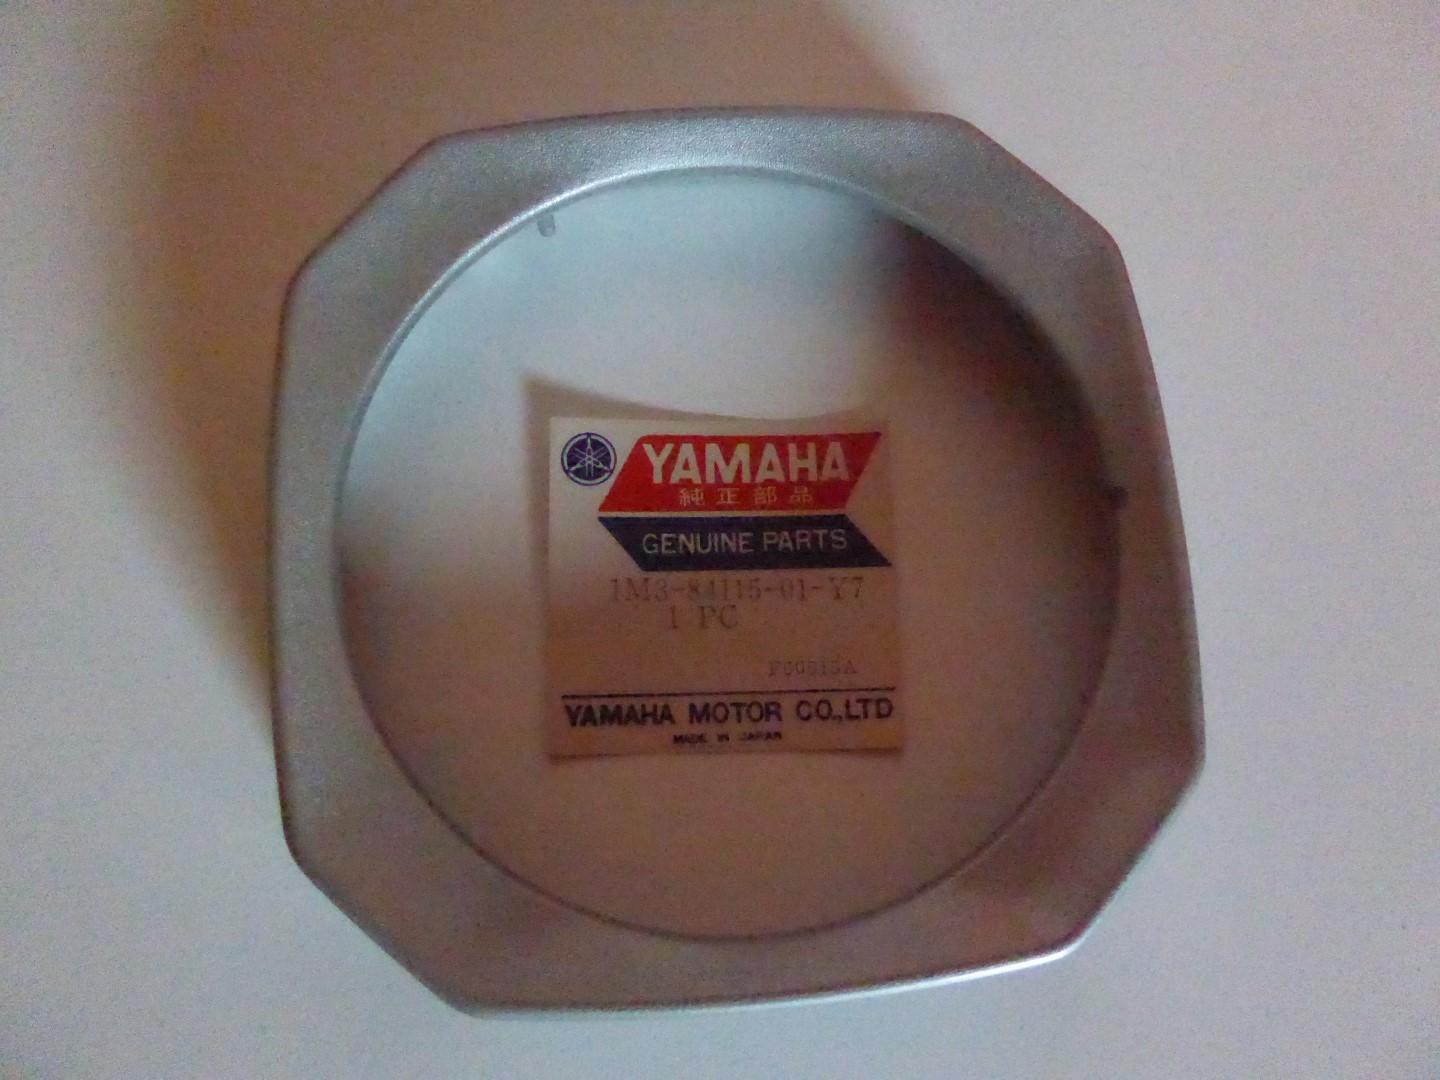 YAMAHA
純正部品
GENUINE PARTS
1M3-84115-01-Y7
1 PC
YAMAHA MOTOR CO.,LTD
MADE IN JAPAN